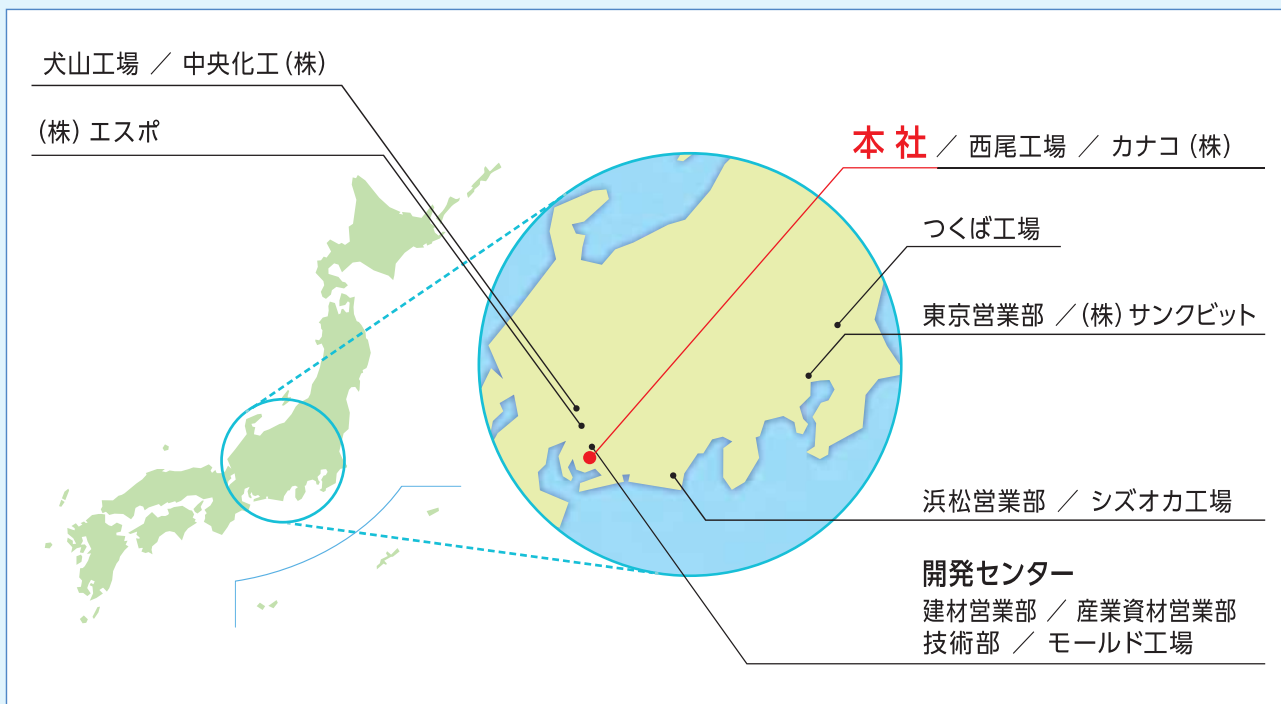 犬山工場 ／ 中央化工(株)
(株)エスポ
本社 ／ 西尾工場 ／ カナコ(株)
つくば工場
東京営業部 ／(株)サンクビット
浜松営業部 ／ シズオカ工場
開発センター
建材営業部 ／ 産業資材営業部
技術部 ／ モールド工場